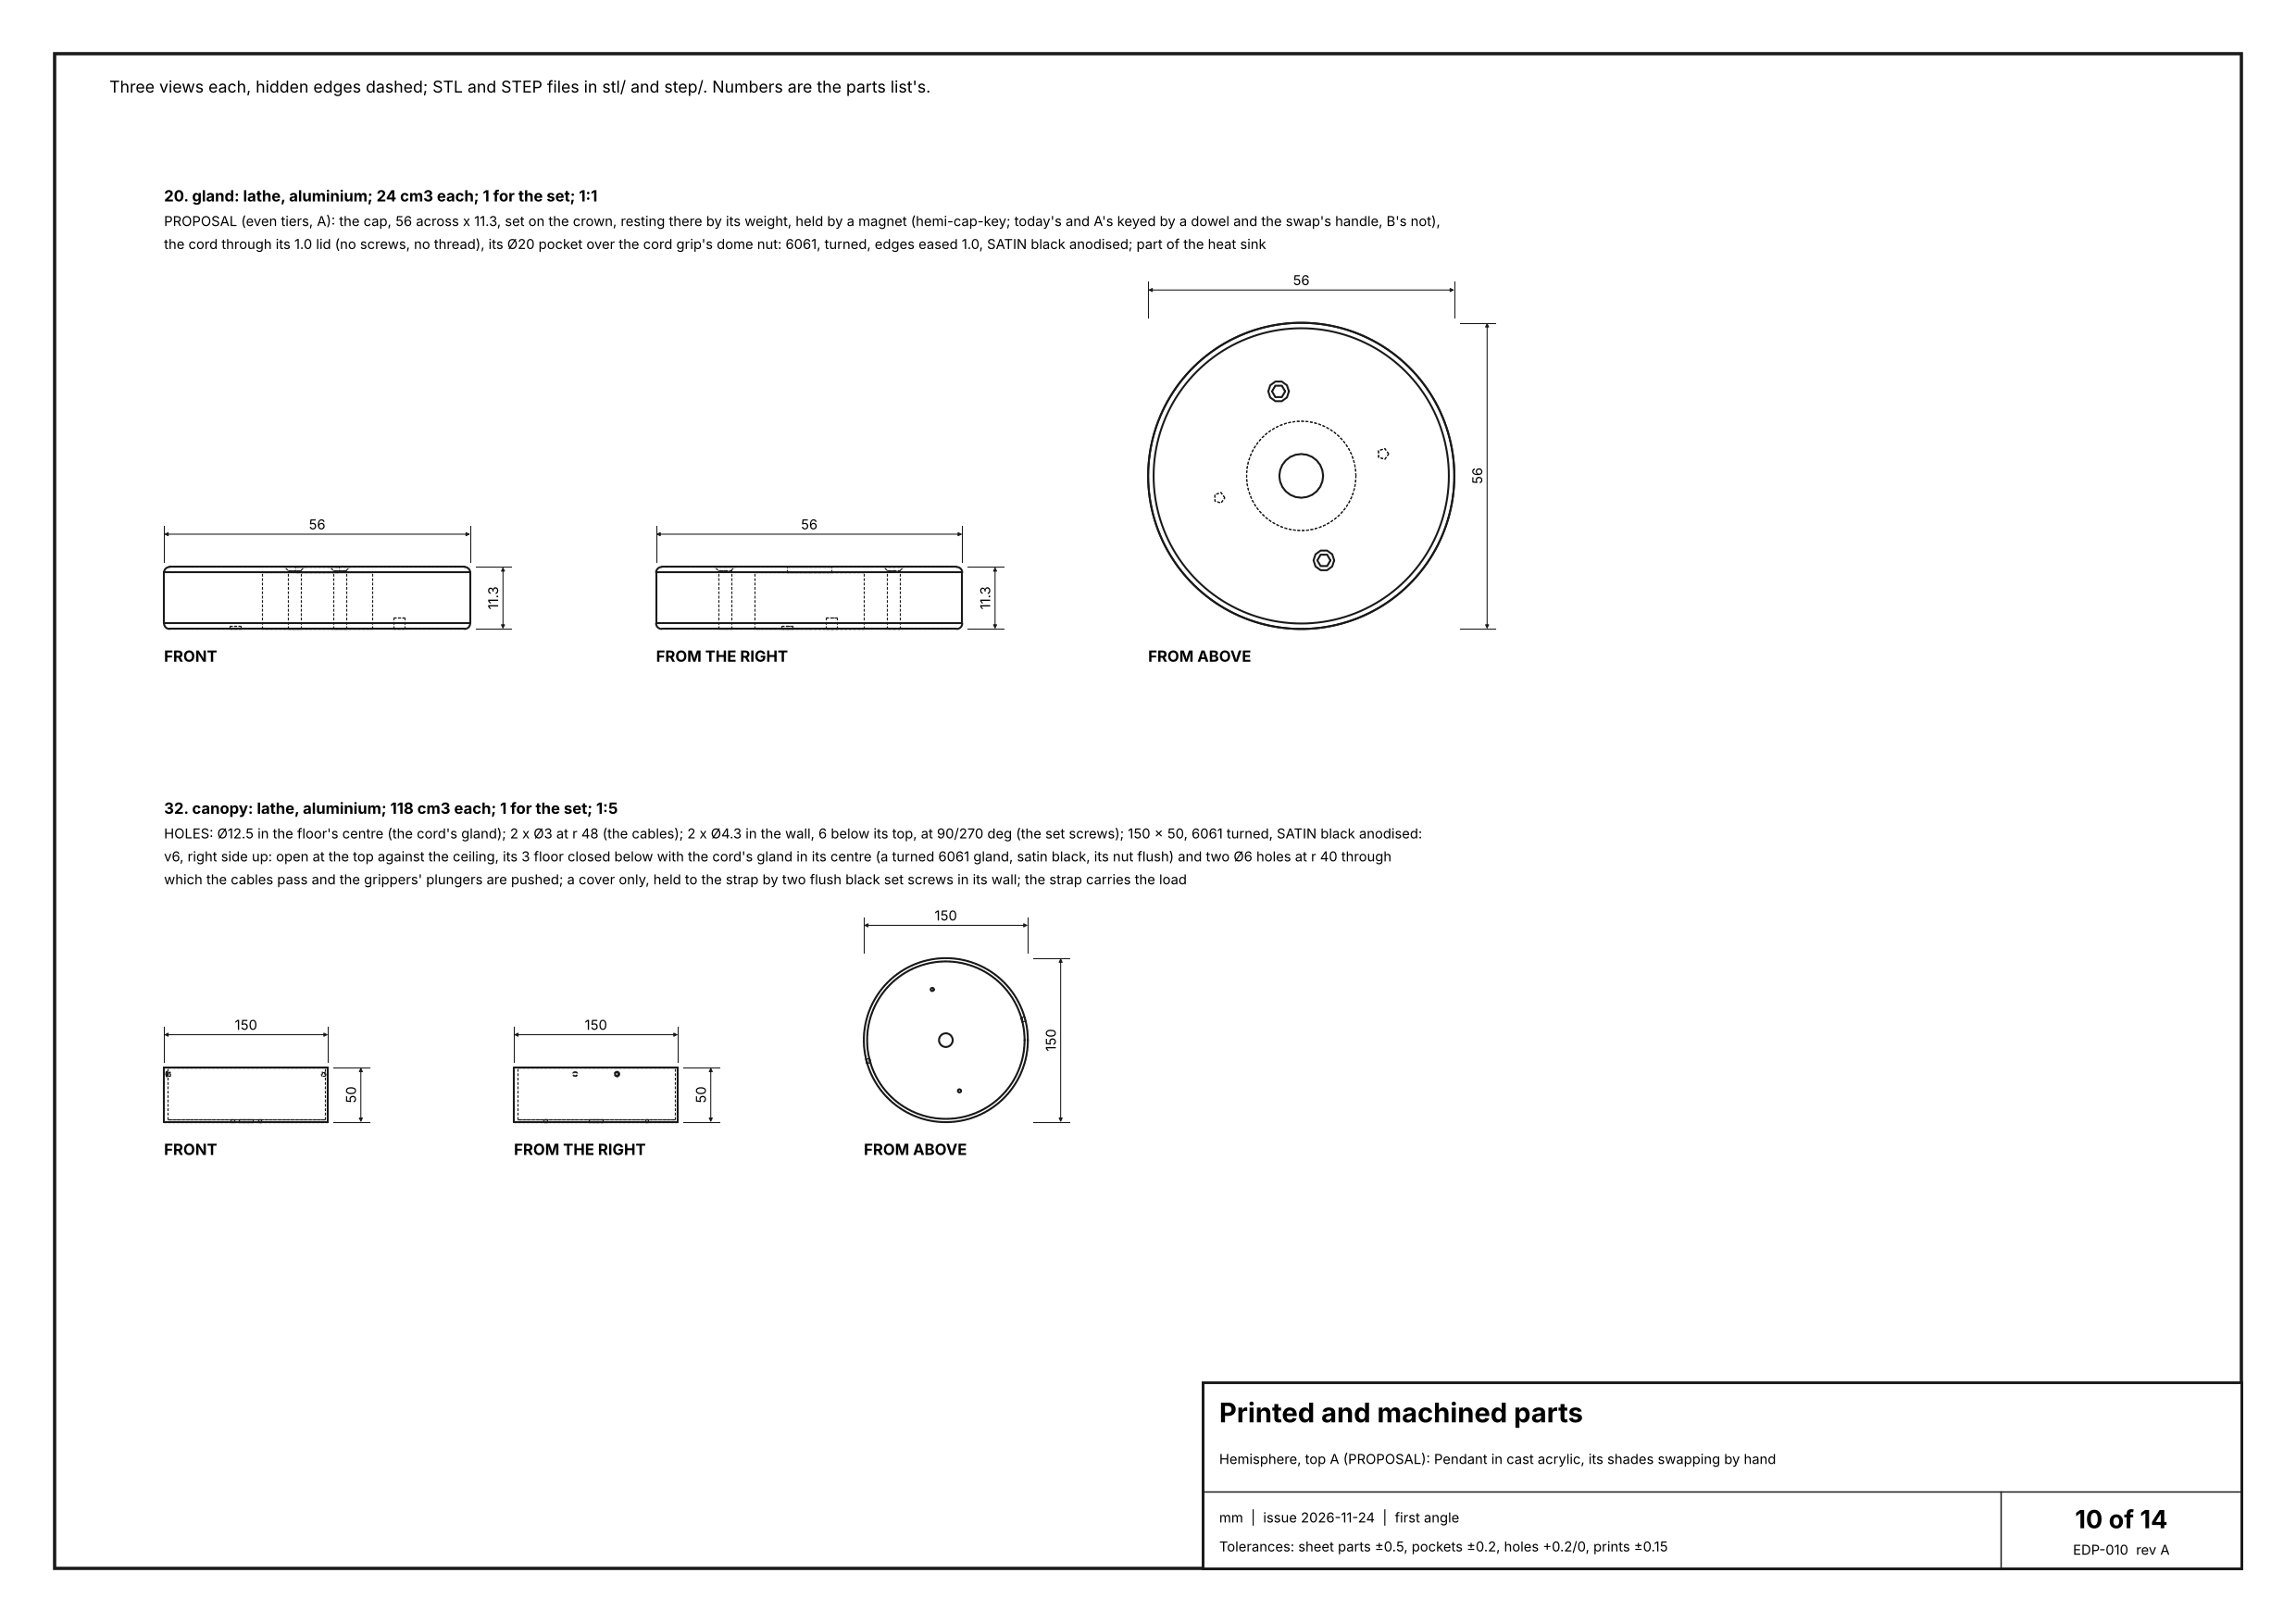 Three views each, hidden edges dashed; STL and STEP files in stl/ and step/. Numbers are the parts list's.
20. gland: lathe, aluminium; 24 cm3 each; 1 for the set; 1:1
PROPOSAL (even tiers, A): the cap, 56 across x 11.3, set on the crown, resting there by its weight, held by a magnet (hemi-cap-key; today's and A's keyed by a dowel and the swap's handle, B's not),
the cord through its 1.0 lid (no screws, no thread), its Ø20 pocket over the cord grip's dome nut: 6061, turned, edges eased 1.0, SATIN black anodised; part of the heat sink
56
56
56
11.3
56
11.3
FRONT
FROM THE RIGHT
FROM ABOVE
32. canopy: lathe, aluminium; 118 cm3 each; 1 for the set; 1:5
HOLES: Ø12.5 in the floor's centre (the cord's gland); 2 x Ø3 at r 48 (the cables); 2 x Ø4.3 in the wall, 6 below its top, at 90/270 deg (the set screws); 150 × 50, 6061 turned, SATIN black anodised:
v6, right side up: open at the top against the ceiling, its 3 floor closed below with the cord's gland in its centre (a turned 6061 gland, satin black, its nut flush) and two Ø6 holes at r 40 through
which the cables pass and the grippers' plungers are pushed; a cover only, held to the strap by two flush black set screws in its wall; the strap carries the load
150
150
150
50
150
50
FRONT
FROM THE RIGHT
FROM ABOVE
Printed and machined parts
Hemisphere, top A (PROPOSAL): Pendant in cast acrylic, its shades swapping by hand
mm | issue 2026-11-24 | first angle
Tolerances: sheet parts ±0.5, pockets ±0.2, holes +0.2/0, prints ±0.15
10 of 14
EDP-010 rev A